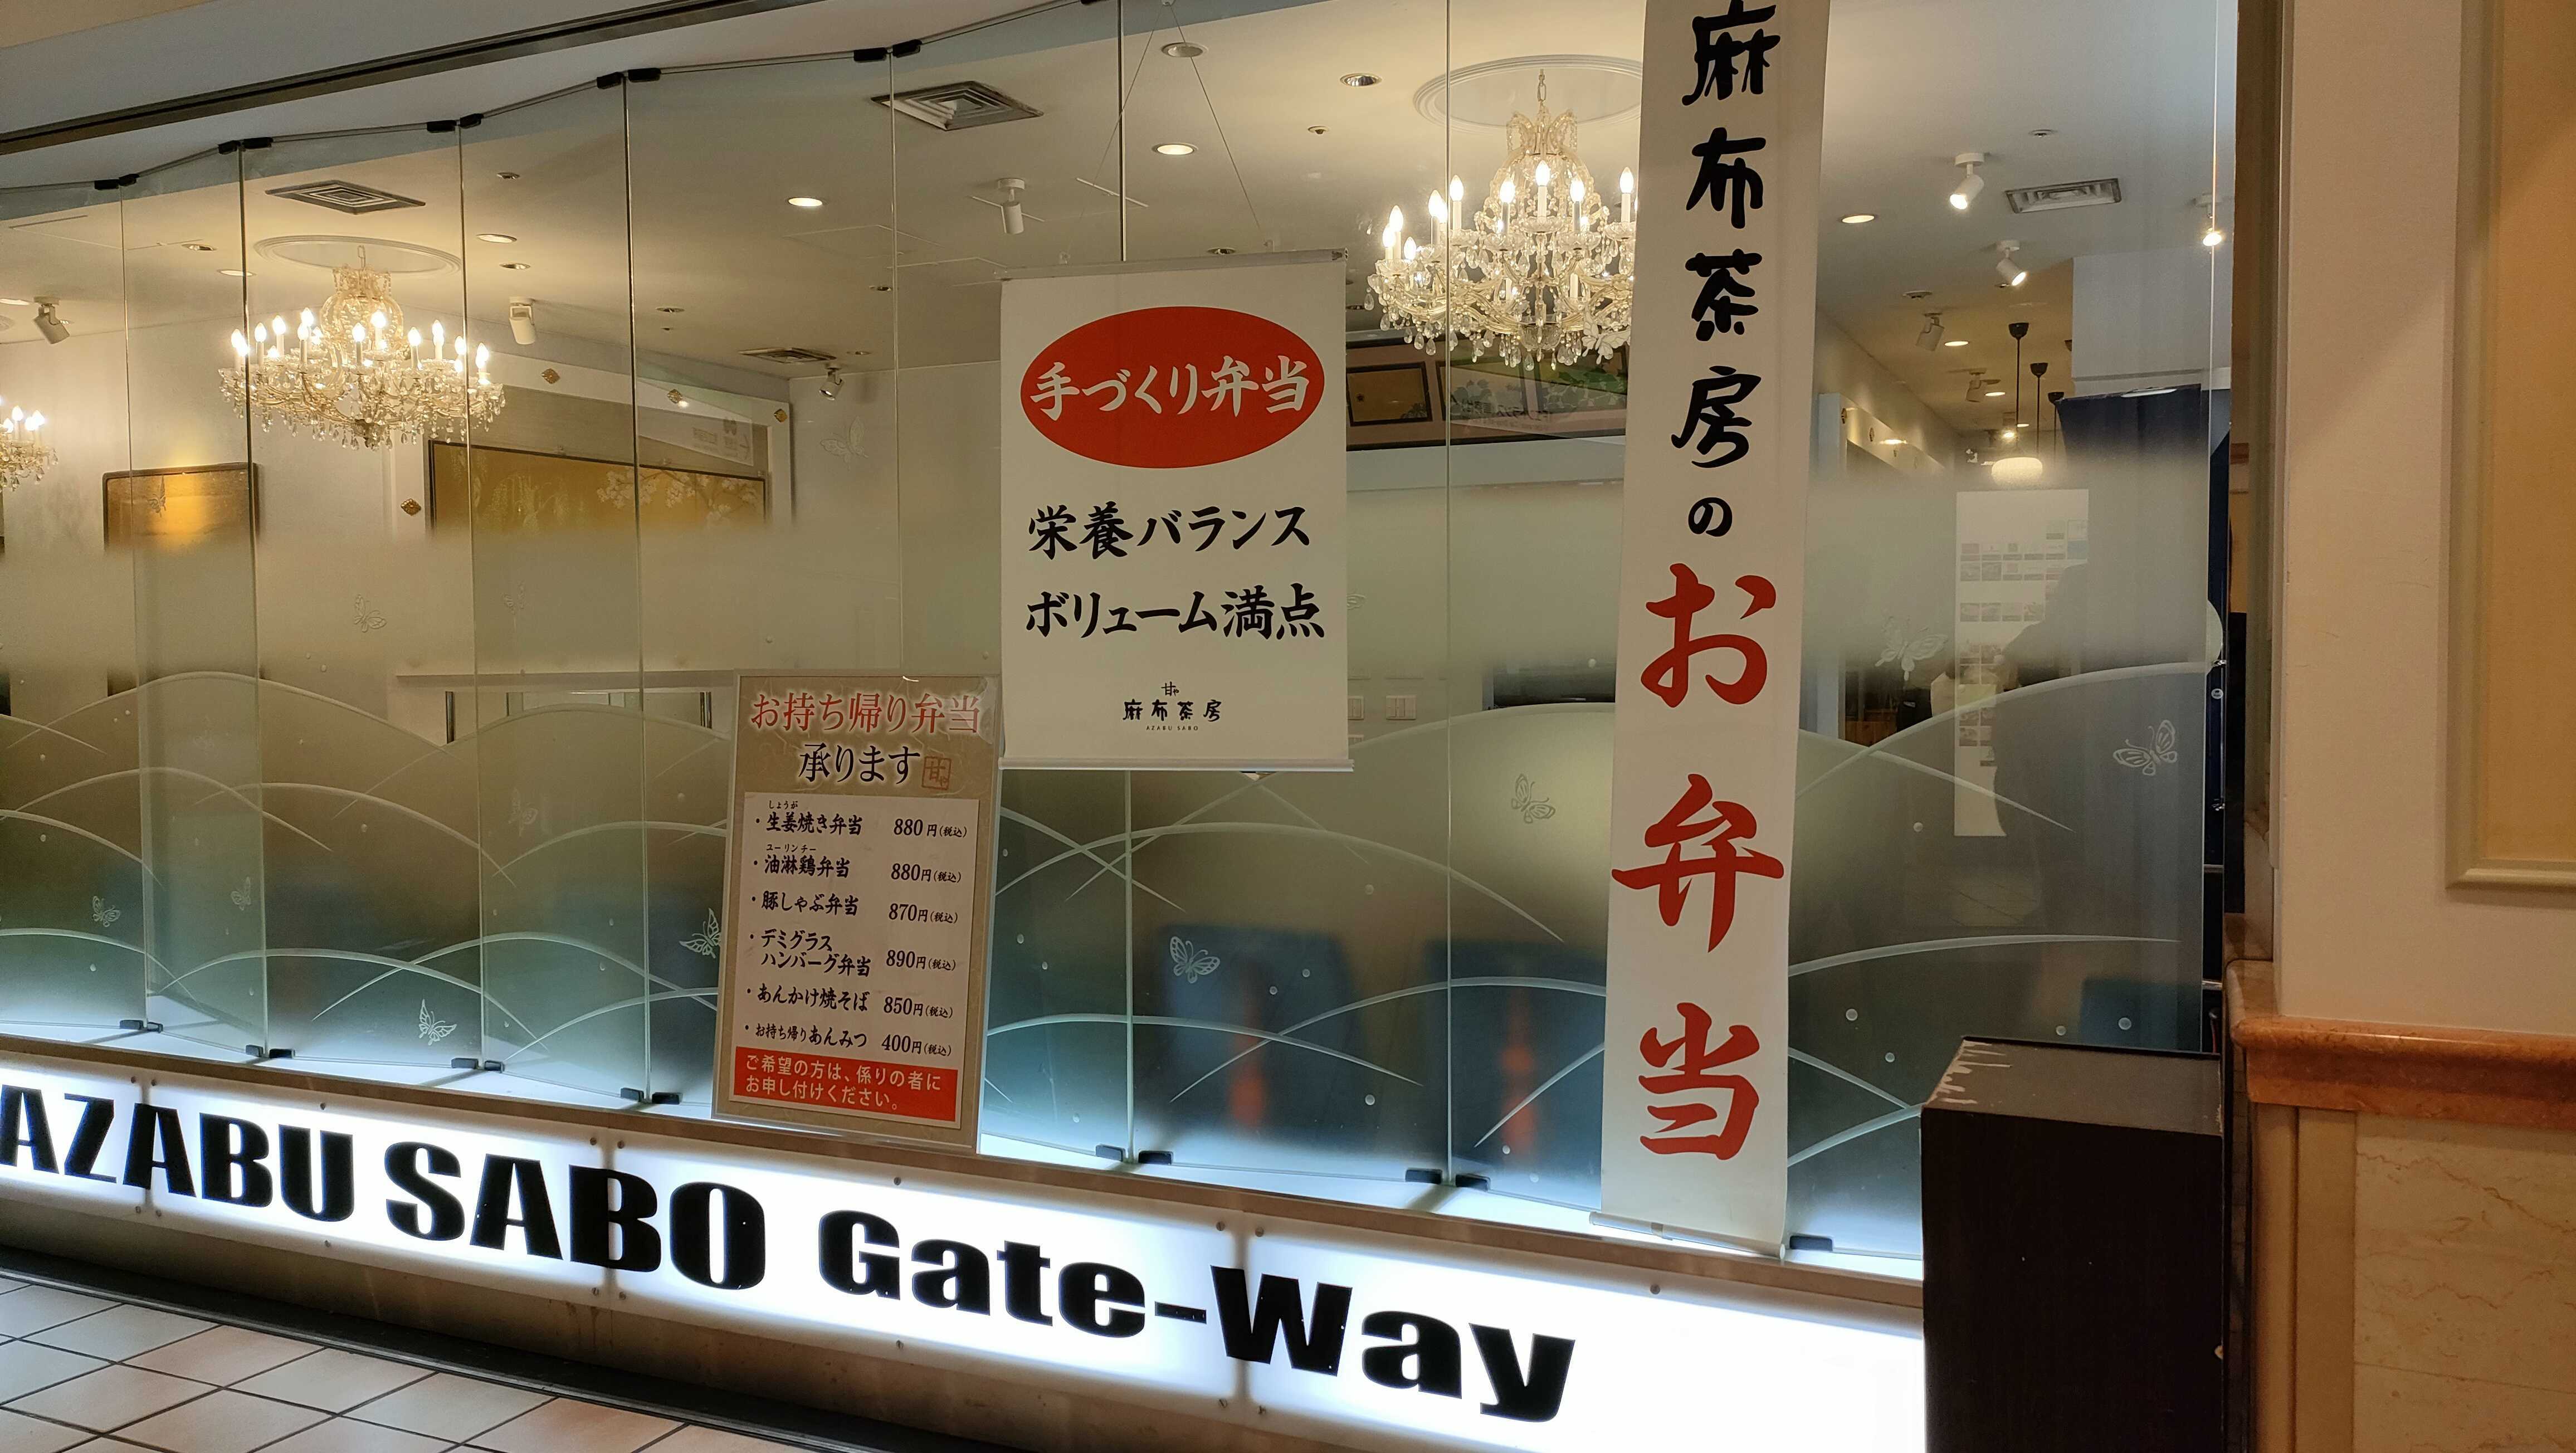 麻布茶房のお弁当
手づくり弁当
栄養バランス
ボリューム満点
甘や
麻布茶房
AZABU SABO
お持ち帰り弁当
承ります
甘や
しょうが
・生姜焼き弁当 880円(税込)
ユーリンチー
・油淋鶏弁当 880円(税込)
・豚しゃぶ弁当 870円(税込)
・デミグラス
ハンバーグ弁当 890円(税込)
・あんかけ焼そば 850円(税込)
・お持ち帰りあんみつ 400円(税込)
ご希望の方は、係りの者に
お申し付けください。
AZABU SABO Gate-Way